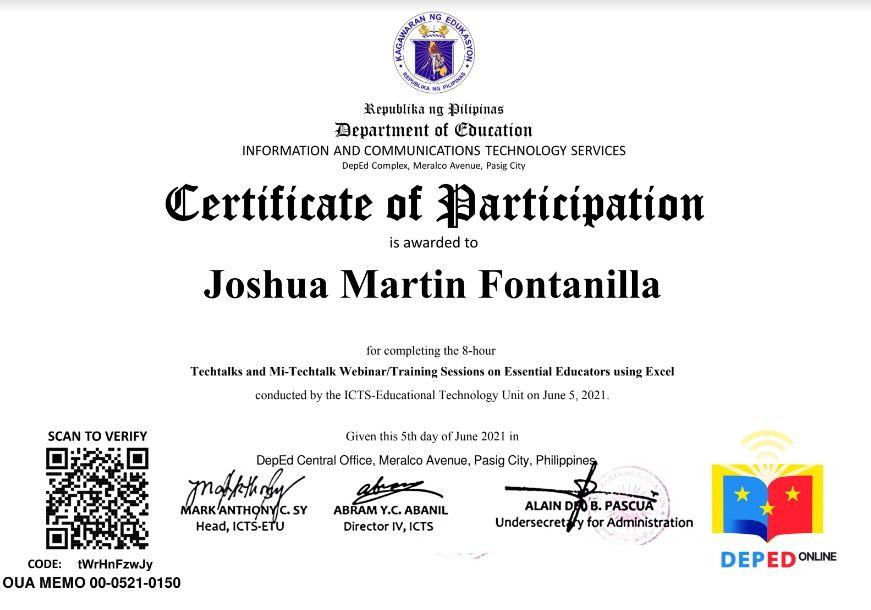 KAGAWARAN NG EDUKASYON
REPUBLIKA NG PILIPINAS
Republika ng Pilipinas
Department of Education
INFORMATION AND COMMUNICATIONS TECHNOLOGY SERVICES
DepEd Complex, Meralco Avenue, Pasig City
Certificate of Participation
is awarded to
Joshua Martin Fontanilla
for completing the 8-hour
Techtalks and Mi-Techtalk Webinar/Training Sessions on Essential Educators using Excel
conducted by the ICTS-Educational Technology Unit on June 5, 2021.
Given this 5th day of June 2021 in
DepEd Central Office, Meralco Avenue, Pasig City, Philippines
SCAN TO VERIFY
CODE: tWrHnFzwJy
OUA MEMO 00-0521-0150
MARK ANTHONY C. SY
Head, ICTS-ETU
ABRAM Y.C. ABANIL
Director IV, ICTS
ALAIN DEL B. PASCUA
Undersecretary for Administration
DEPED ONLINE